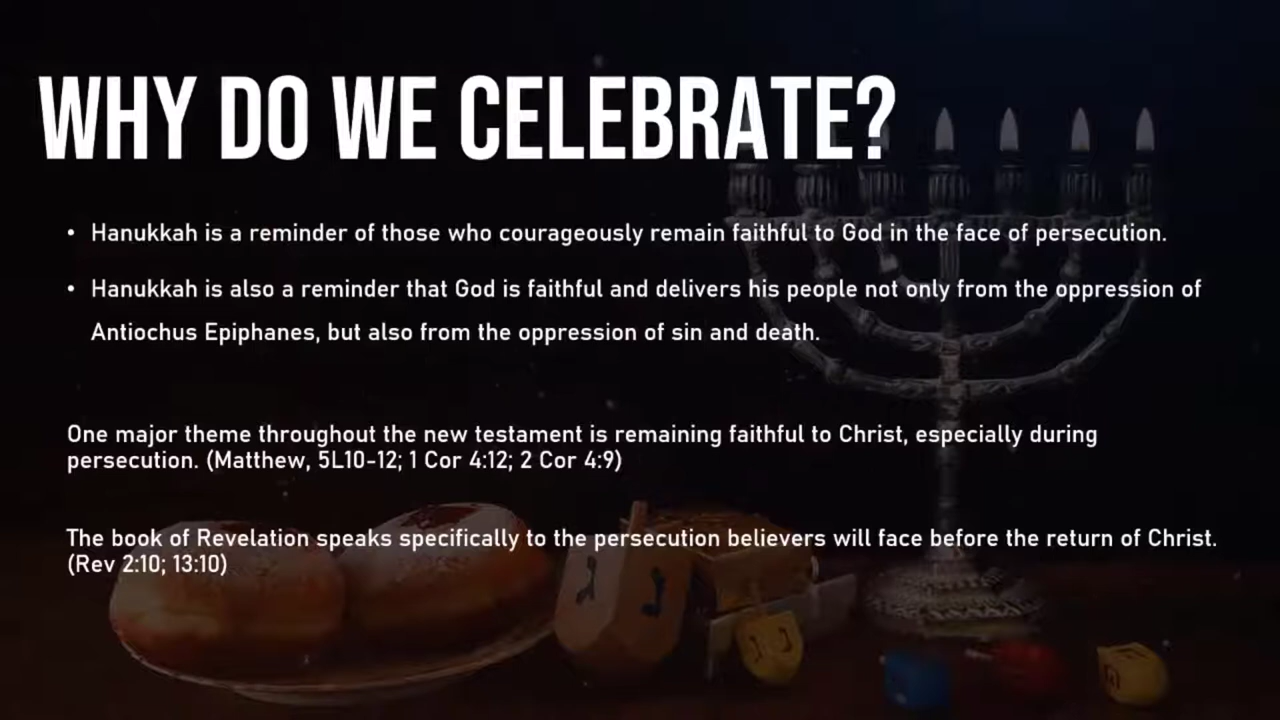 WHY DO WE CELEBRATE?
• Hanukkah is a reminder of those who courageously remain faithful to God in the face of persecution.
• Hanukkah is also a reminder that God is faithful and delivers his people not only from the oppression of
Antiochus Epiphanes, but also from the oppression of sin and death.
One major theme throughout the new testament is remaining faithful to Christ, especially during
persecution. (Matthew, 5L10-12; 1 Cor 4:12; 2 Cor 4:9)
The book of Revelation speaks specifically to the persecution believers will face before the return of Christ.
(Rev 2:10; 13:10)